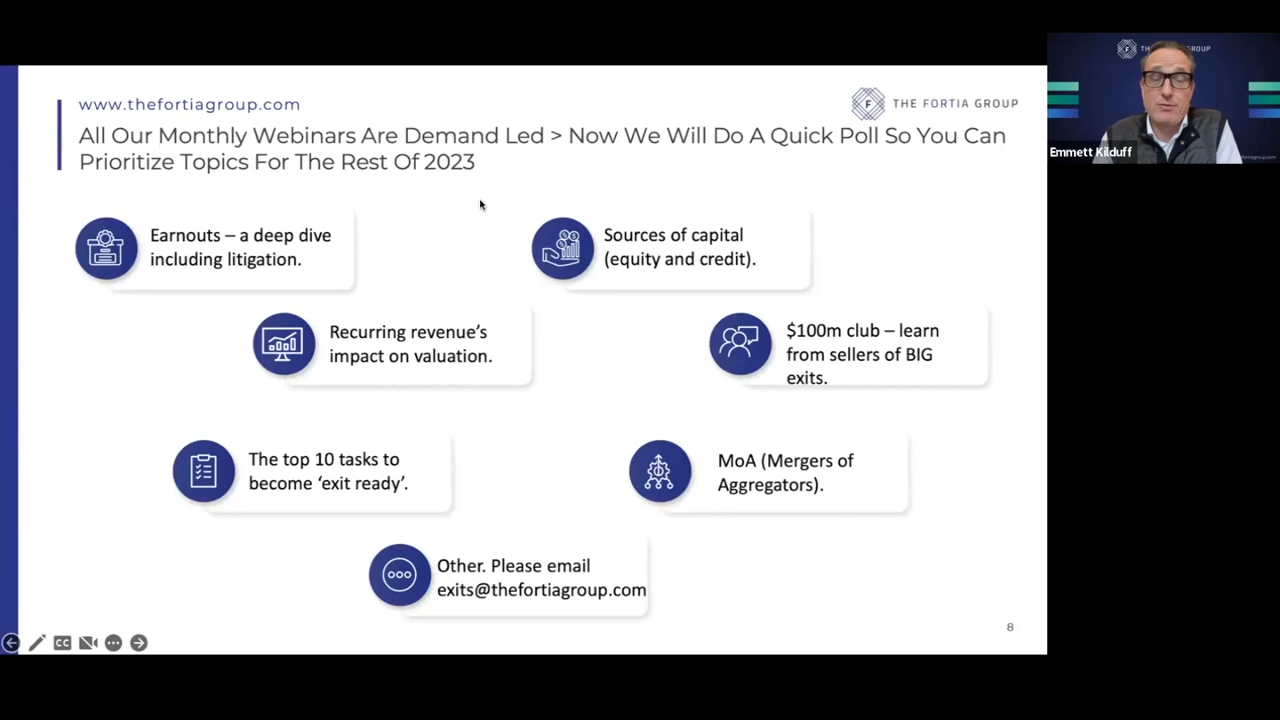 www.thefortiagroup.com
THE FORTIA GROUP
All Our Monthly Webinars Are Demand Led > Now We Will Do A Quick Poll So You Can
Prioritize Topics For The Rest Of 2023
Earnouts – a deep dive
including litigation.
Sources of capital
(equity and credit).
Recurring revenue’s
impact on valuation.
$100m club – learn
from sellers of BIG
exits.
The top 10 tasks to
become ‘exit ready’.
MoA (Mergers of
Aggregators).
Other. Please email
exits@thefortiagroup.com
8
CC
Emmett Kilduff